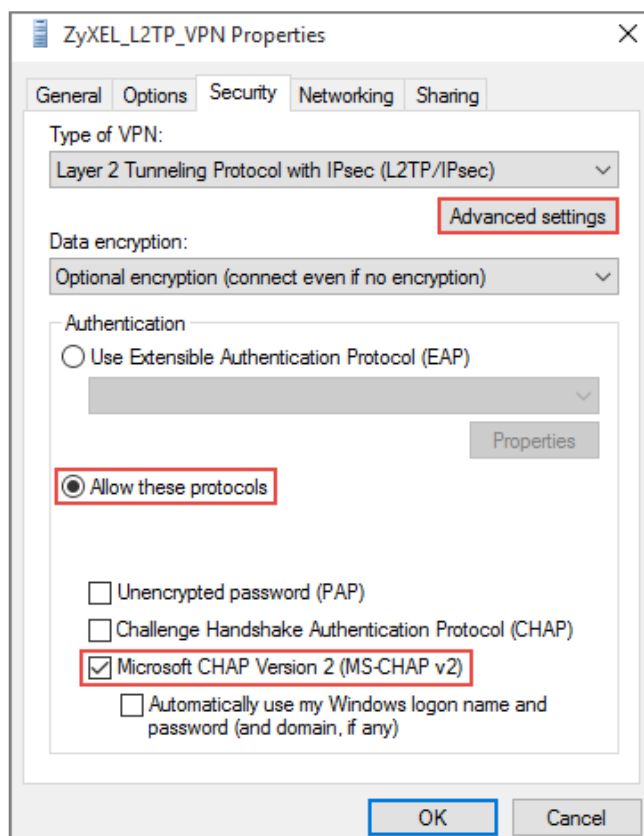 ZyXEL_L2TP_VPN Properties
General Options Security Networking Sharing
Type of VPN:
Layer 2 Tunneling Protocol with IPsec (L2TP/IPsec)
Advanced settings
Data encryption:
Optional encryption (connect even if no encryption)
Authentication
Use Extensible Authentication Protocol (EAP)
Properties
Allow these protocols
Unencrypted password (PAP)
Challenge Handshake Authentication Protocol (CHAP)
Microsoft CHAP Version 2 (MS-CHAP v2)
Automatically use my Windows logon name and
password (and domain, if any)
OK Cancel